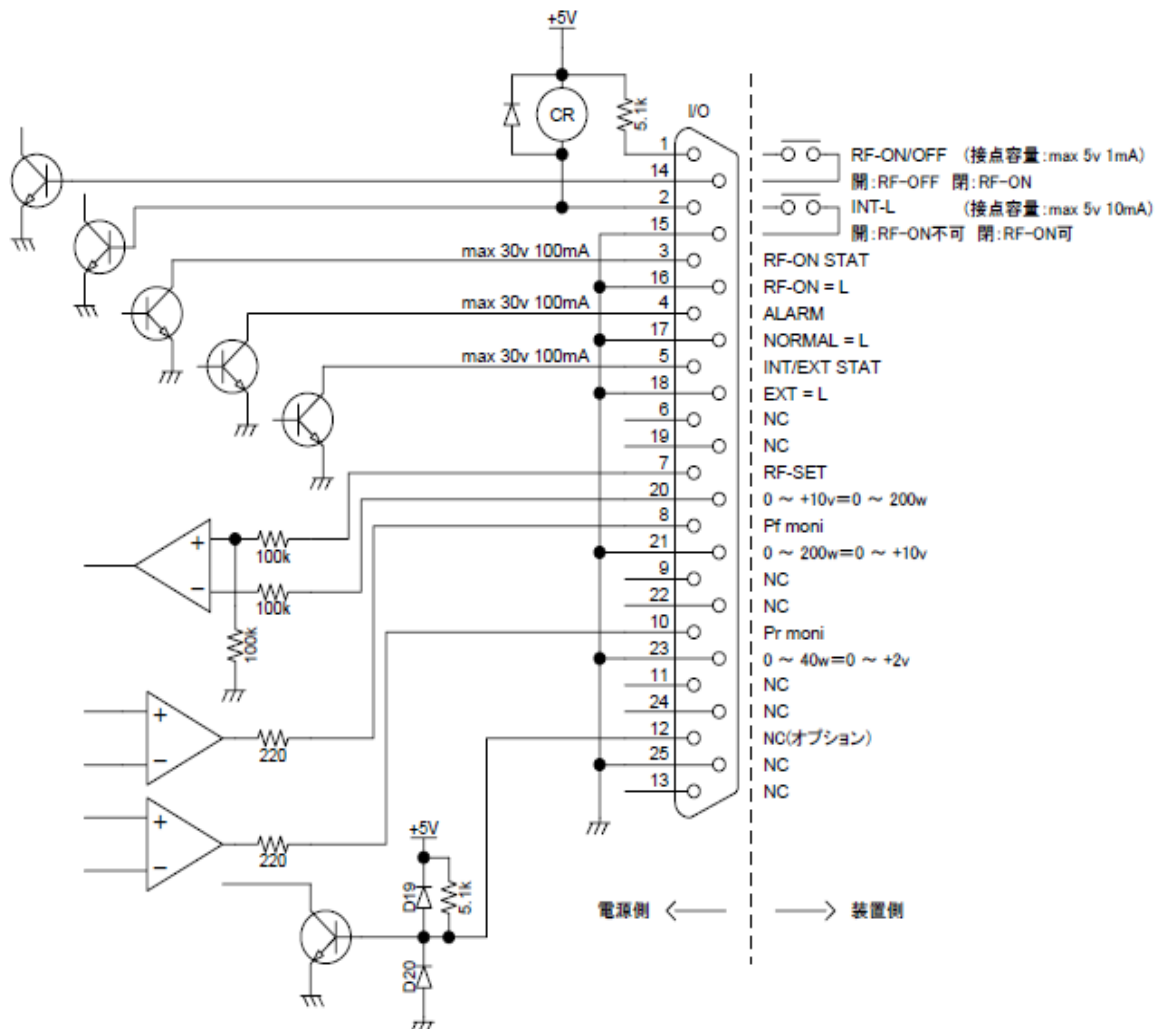 +5V
CR
5.1k
I/O
1
RF-ON/OFF (接点容量:max 5v 1mA)
14
開:RF-OFF 閉:RF-ON
2
INT-L (接点容量:max 5v 10mA)
15
開:RF-ON不可 閉:RF-ON可
max 30v 100mA
3
RF-ON STAT
16
RF-ON = L
max 30v 100mA
4
ALARM
17
NORMAL = L
max 30v 100mA
5
INT/EXT STAT
18
EXT = L
6
NC
19
NC
7
RF-SET
20
0 ~ +10v=0 ~ 200w
8
Pf moni
21
0 ~ 200w=0 ~ +10v
9
NC
22
NC
10
Pr moni
23
0 ~ 40w=0 ~ +2v
11
NC
24
NC
12
NC(オプション)
25
NC
13
NC
+
100k
−
100k
100k
+
−
220
+
−
220
+5V
D19
5.1k
D20
電源側
装置側